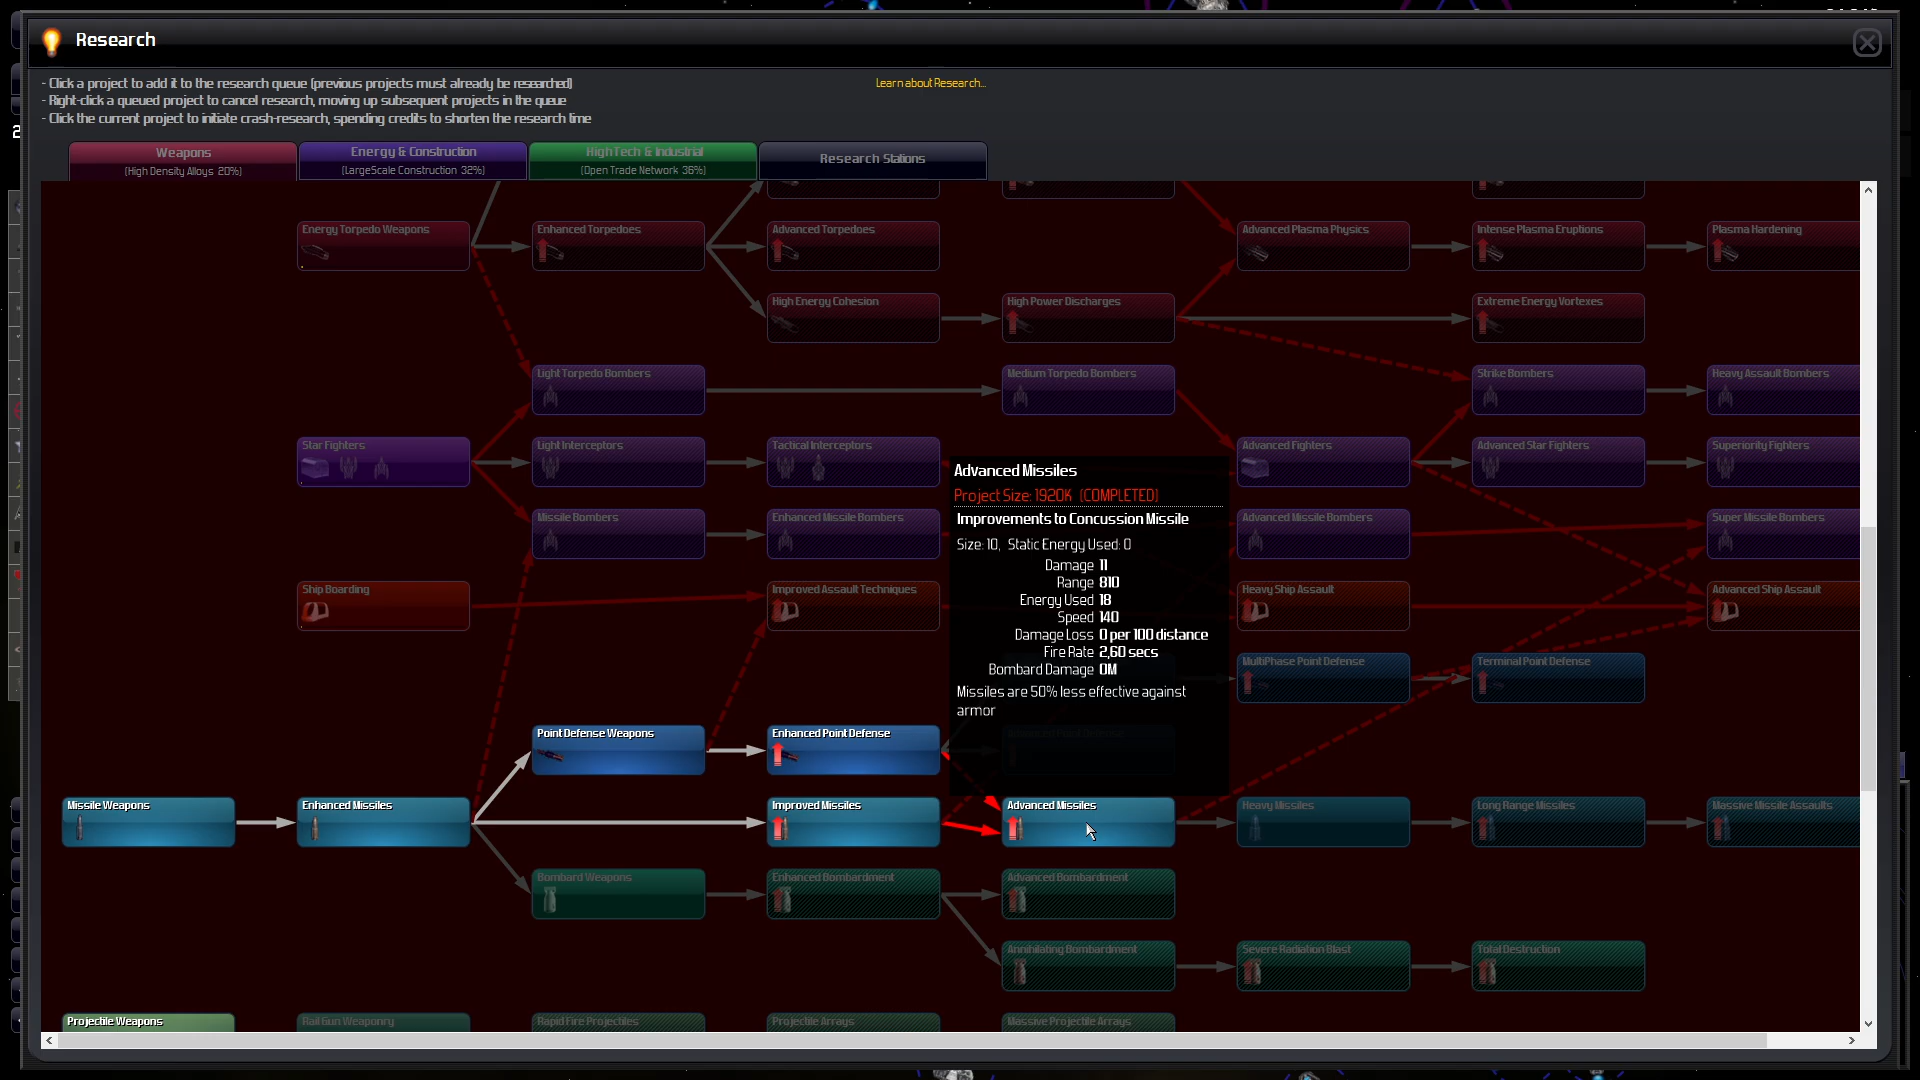 Research
- Click a project to add it to the research queue (previous projects must already be researched)
- Right-click a queued project to cancel research, moving up subsequent projects in the queue
- Click the current project to initiate crash-research, spending credits to shorten the research time
Learn about Research...
Weapons
(High Density Alloys 20%)
Energy & Construction
(LargeScale Construction 32%)
HighTech & Industrial
(Open Trade Network 36%)
Research Stations
Energy Torpedo Weapons
Enhanced Torpedoes
Advanced Torpedoes
Advanced Plasma Physics
Intense Plasma Eruptions
Plasma Hardening
High Energy Cohesion
High Power Discharges
Extreme Energy Vortexes
Light Torpedo Bombers
Medium Torpedo Bombers
Strike Bombers
Heavy Assault Bombers
Star Fighters
Light Interceptors
Tactical Interceptors
Advanced Fighters
Advanced Star Fighters
Superiority Fighters
Advanced Missiles
Project Size: 1920K (COMPLETED)
Improvements to Concussion Missile
Size: 10, Static Energy Used: 0
Damage 11
Range 810
Energy Used 18
Speed 140
Damage Loss 0 per 100 distance
Fire Rate 2,60 secs
Bombard Damage 0M
Missiles are 50% less effective against
armor
Missile Bombers
Enhanced Missile Bombers
Advanced Missile Bombers
Super Missile Bombers
Ship Boarding
Improved Assault Techniques
Heavy Ship Assault
Advanced Ship Assault
MultiPhase Point Defense
Terminal Point Defense
Point Defense Weapons
Enhanced Point Defense
Advanced Point Defense
Missile Weapons
Enhanced Missiles
Improved Missiles
Advanced Missiles
Heavy Missiles
Long Range Missiles
Massive Missile Assaults
Bombard Weapons
Enhanced Bombardment
Advanced Bombardment
Annihilating Bombardment
Severe Radiation Blast
Total Destruction
Projectile Weapons
Rail Gun Weaponry
Rapid Fire Projectiles
Projectile Arrays
Massive Projectile Arrays